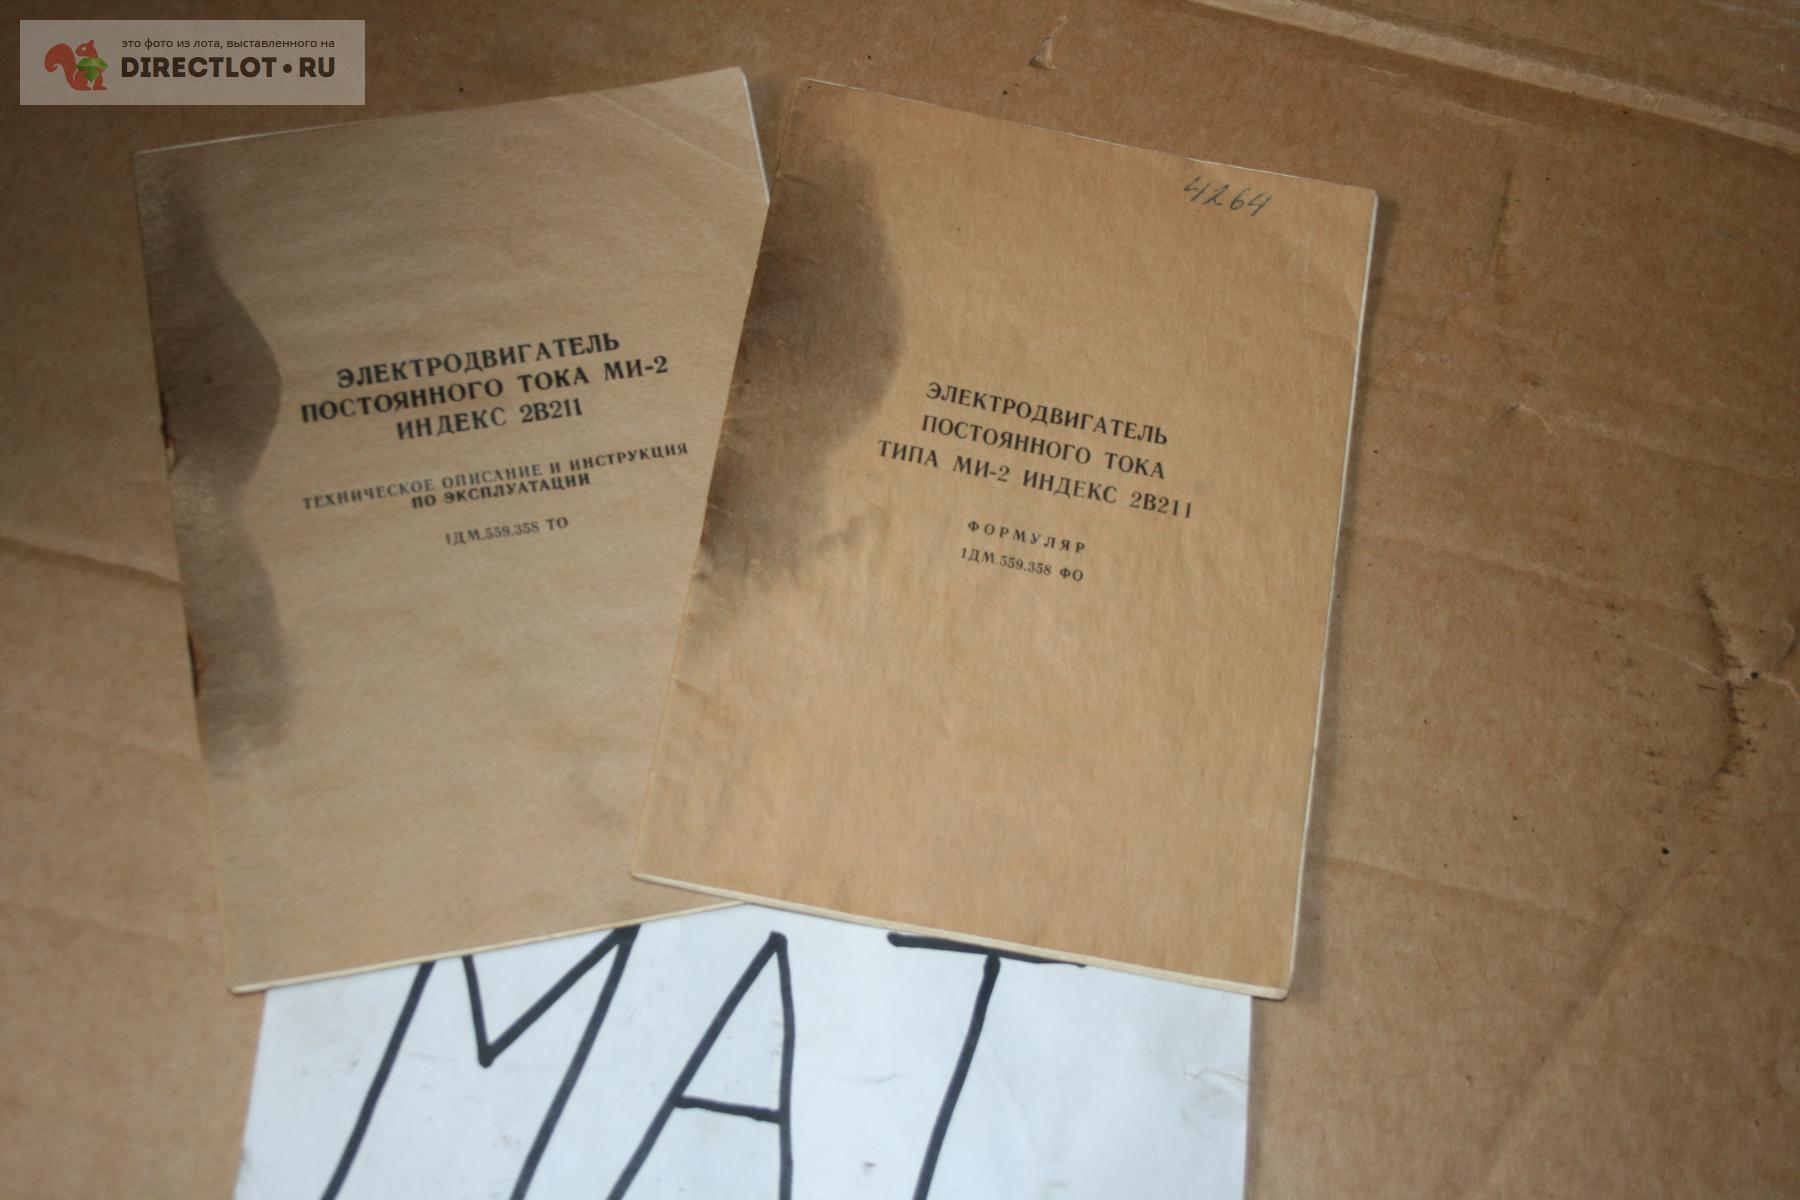 это фото из лота, выставленного на
DIRECTLOT•RU
ЭЛЕКТРОДВИГАТЕЛЬ
ПОСТОЯННОГО ТОКА МИ-2
ИНДЕКС 2В211
ТЕХНИЧЕСКОЕ ОПИСАНИЕ И ИНСТРУКЦИЯ
ПО ЭКСПЛУАТАЦИИ
1ДМ.559.358 ТО
4264
ЭЛЕКТРОДВИГАТЕЛЬ
ПОСТОЯННОГО ТОКА
ТИПА МИ-2 ИНДЕКС 2В211
ФОРМУЛЯР
1ДМ.559.358 ФО
МАТ